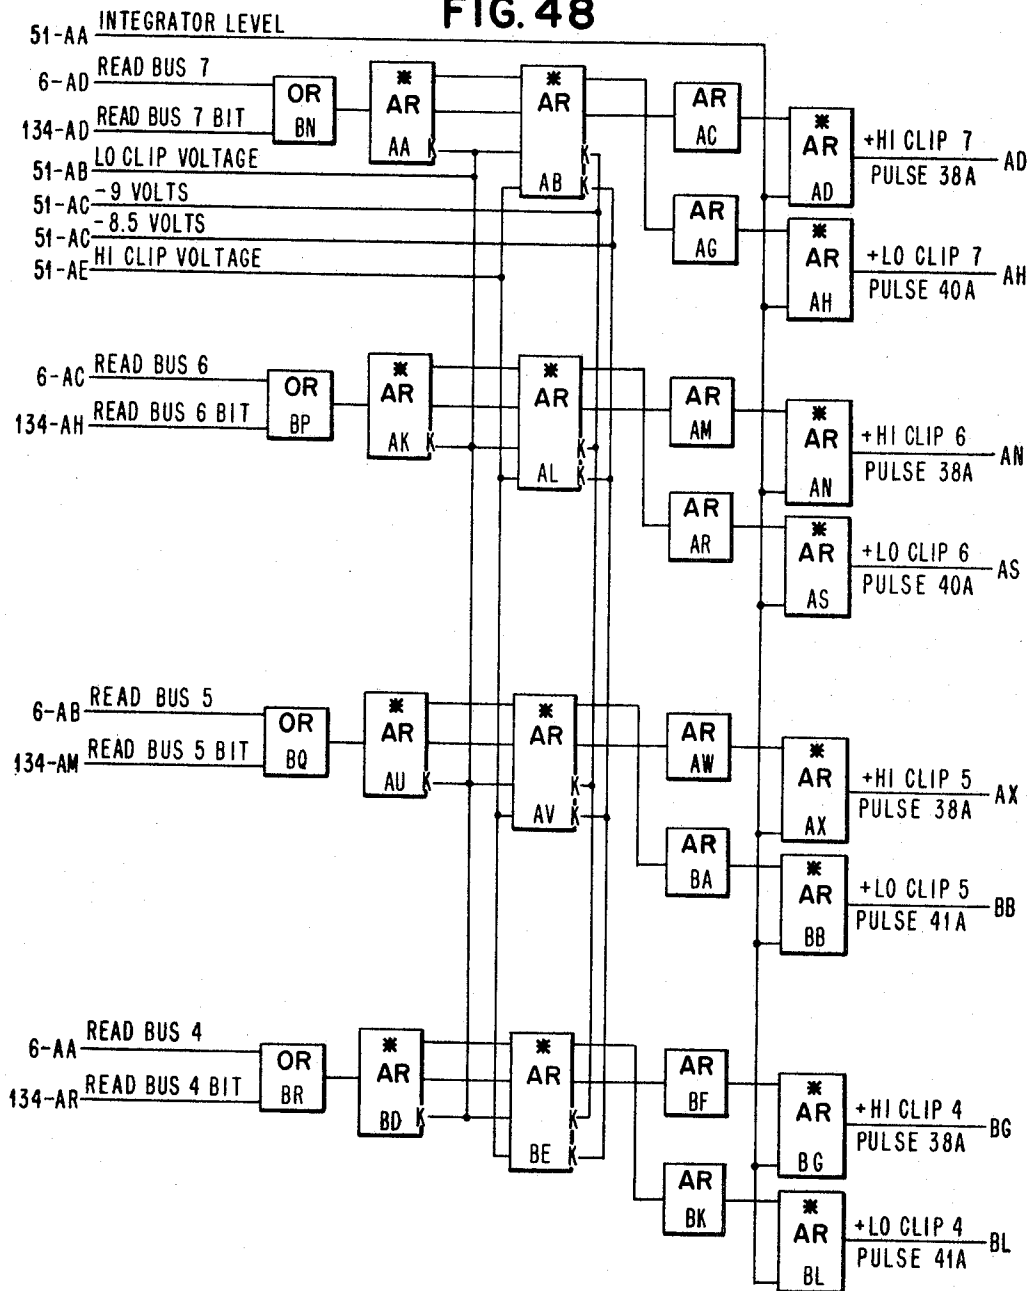 FIG. 48
51-AA INTEGRATOR LEVEL
6-AD READ BUS 7
134-AD READ BUS 7 BIT
51-AB LO CLIP VOLTAGE
51-AC -9 VOLTS
51-AC -8.5 VOLTS
51-AE HI CLIP VOLTAGE
OR
BN
*
AR
AA K
*
AR
K
AB K
AR
AC
*
AR
AD
+HI CLIP 7
PULSE 38A
AD
AR
AG
*
AR
AH
+LO CLIP 7
PULSE 40A
AH
6-AC READ BUS 6
134-AH READ BUS 6 BIT
OR
BP
*
AR
AK K
*
AR
K
AL K
AR
AM
*
AR
AN
+HI CLIP 6
PULSE 38A
AN
AR
AR
*
AR
AS
+LO CLIP 6
PULSE 40A
AS
6-AB READ BUS 5
134-AM READ BUS 5 BIT
OR
BQ
*
AR
AU K
*
AR
K
AV K
AR
AW
*
AR
AX
+HI CLIP 5
PULSE 38A
AX
AR
BA
*
AR
BB
+LO CLIP 5
PULSE 41A
BB
6-AA READ BUS 4
134-AR READ BUS 4 BIT
OR
BR
*
AR
BD K
*
AR
K
BE K
AR
BF
*
AR
BG
+HI CLIP 4
PULSE 38A
BG
AR
BK
*
AR
BL
+LO CLIP 4
PULSE 41A
BL